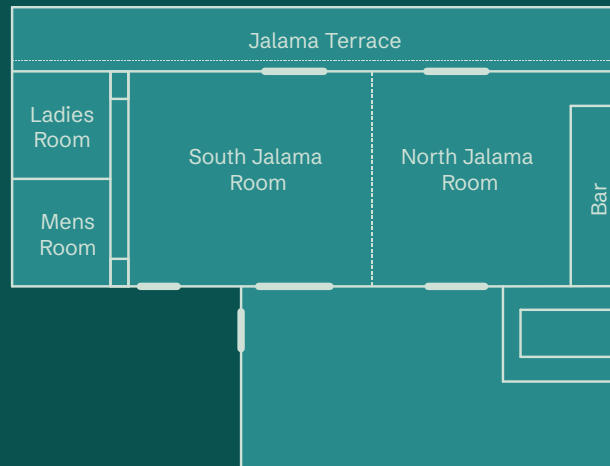 Jalama Terrace
Ladies
Room
South Jalama
Room
North Jalama
Room
Bar
Mens
Room